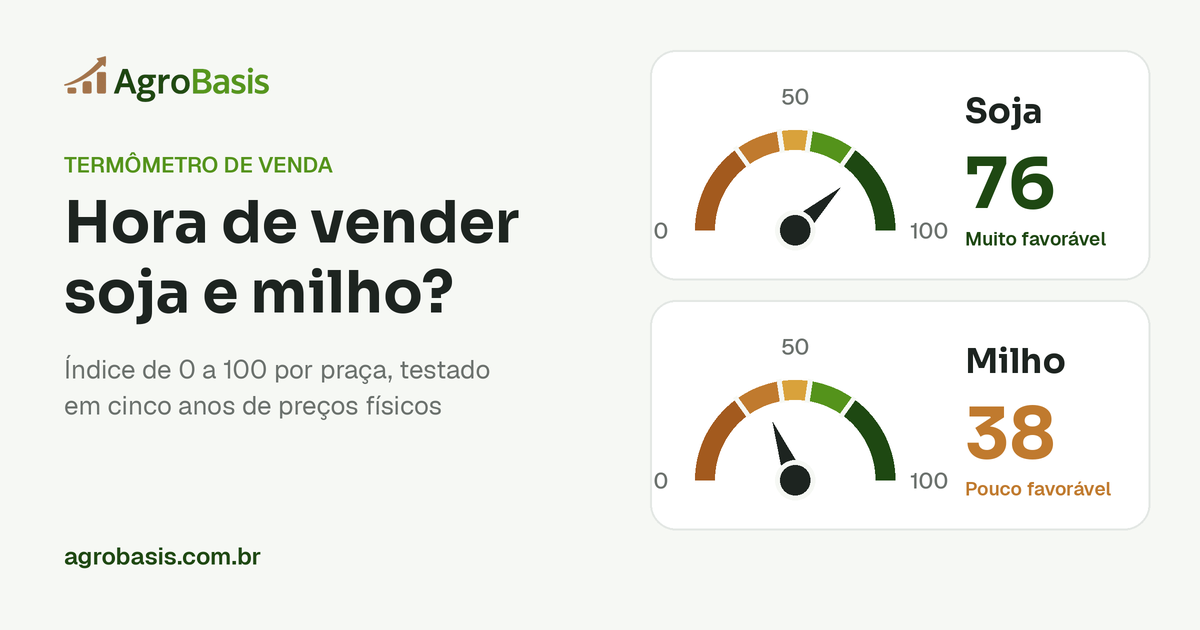 AgroBasis
TERMÔMETRO DE VENDA
Hora de vender
soja e milho?
Índice de 0 a 100 por praça, testado
em cinco anos de preços físicos
agrobasis.com.br
50
0
100
Soja
76
Muito favorável
50
0
100
Milho
38
Pouco favorável